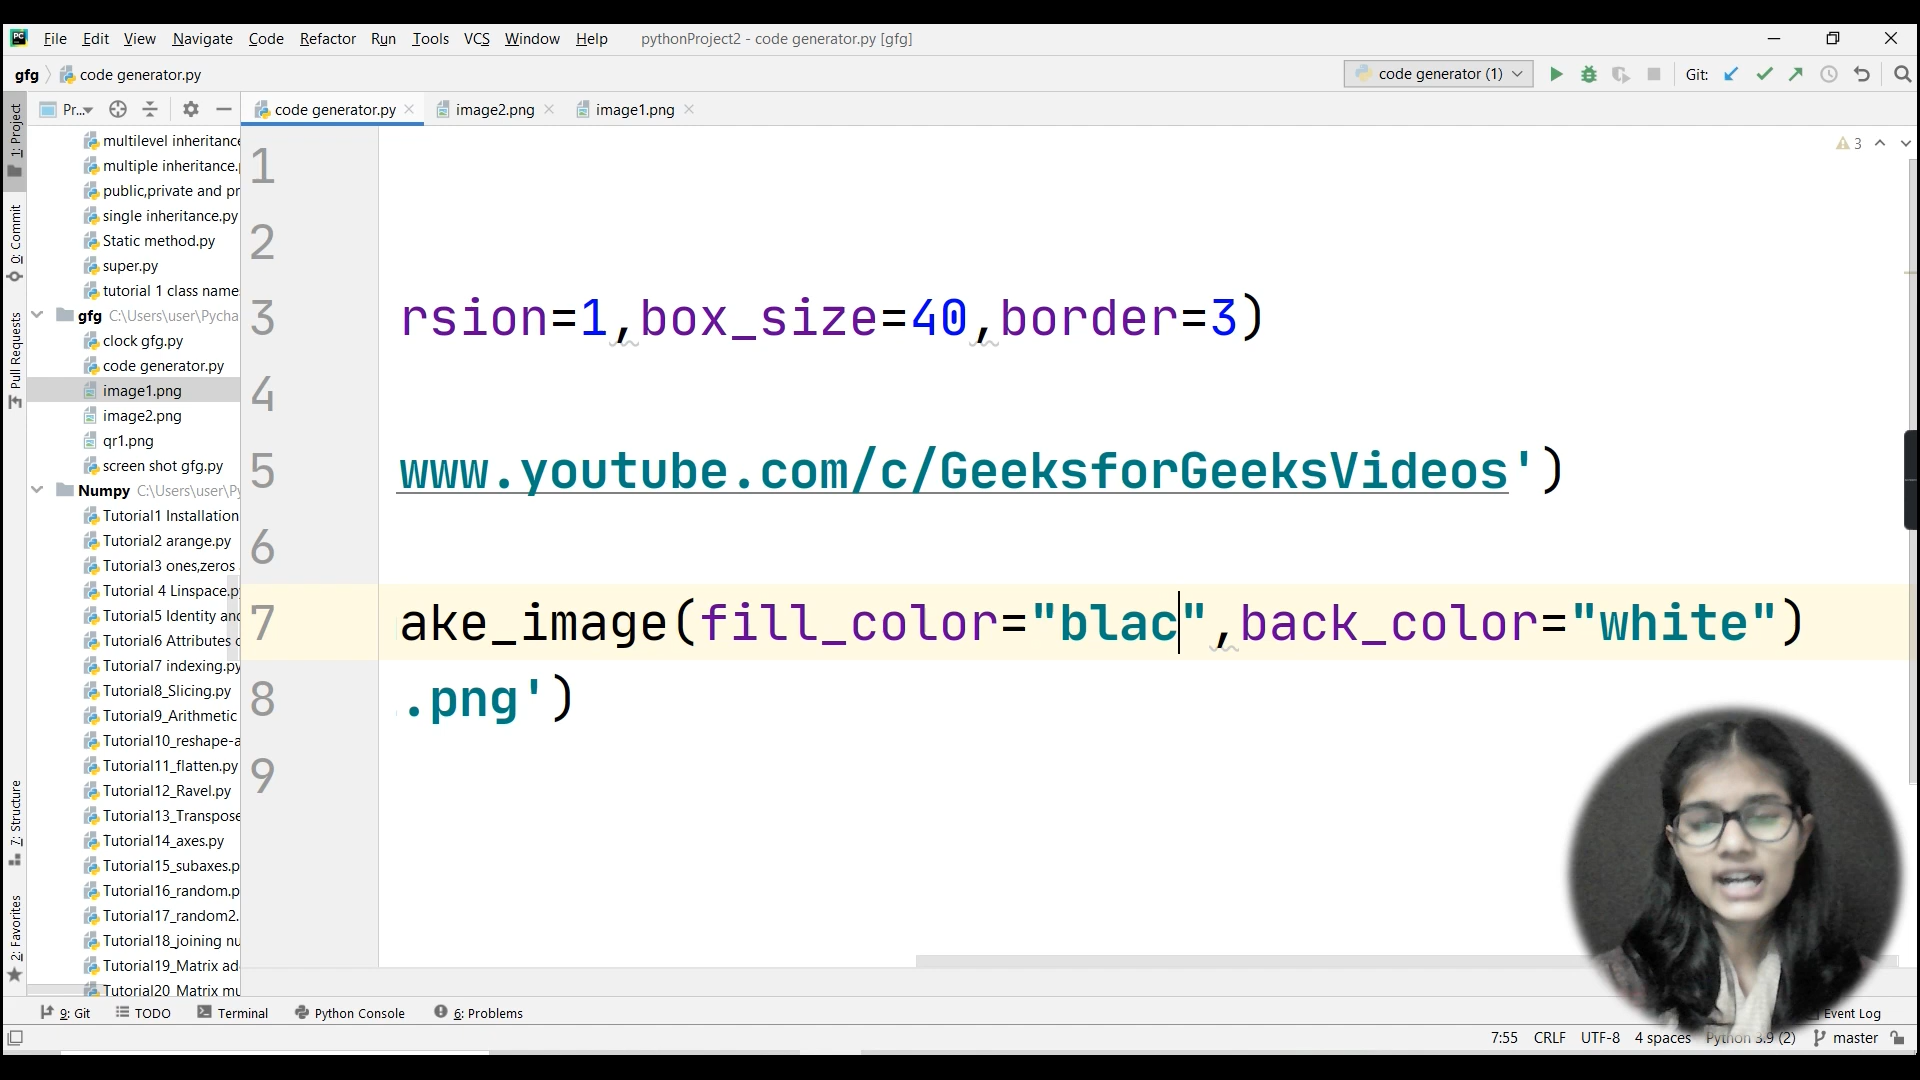 File Edit View Navigate Code Refactor Run Tools VCS Window Help pythonProject2 - code generator.py [gfg]
gfg code generator.py code generator (1) Git:
Pr... code generator.py image2.png image1.png
1: Project
0: Commit
Pull Requests
7: Structure
2: Favorites
multilevel inheritance
multiple inheritance.
public,private and pr
single inheritance.py
Static method.py
super.py
tutorial 1 class name
gfg C:\Users\user\Pycha
clock gfg.py
code generator.py
image1.png
image2.png
qr1.png
screen shot gfg.py
Numpy C:\Users\user\Py
Tutorial1 Installation
Tutorial2 arange.py
Tutorial3 ones,zeros
Tutorial 4 Linspace.p
Tutorial5 Identity and
Tutorial6 Attributes c
Tutorial7 indexing.py
Tutorial8_Slicing.py
Tutorial9_Arithmetic
Tutorial10_reshape-a
Tutorial11_flatten.py
Tutorial12_Ravel.py
Tutorial13_Transpose
Tutorial14_axes.py
Tutorial15_subaxes.p
Tutorial16_random.p
Tutorial17_random2.
Tutorial18_joining nu
Tutorial19_Matrix ad
Tutorial20 Matrix mu
3
1
2
3 rsion=1,box_size=40,border=3)
4
5 www.youtube.com/c/GeeksforGeeksVideos')
6
7 ake_image(fill_color="blac",back_color="white")
8 .png')
9
9: Git TODO Terminal Python Console 6: Problems Event Log
7:55 CRLF UTF-8 4 spaces Python 3.9 (2) master